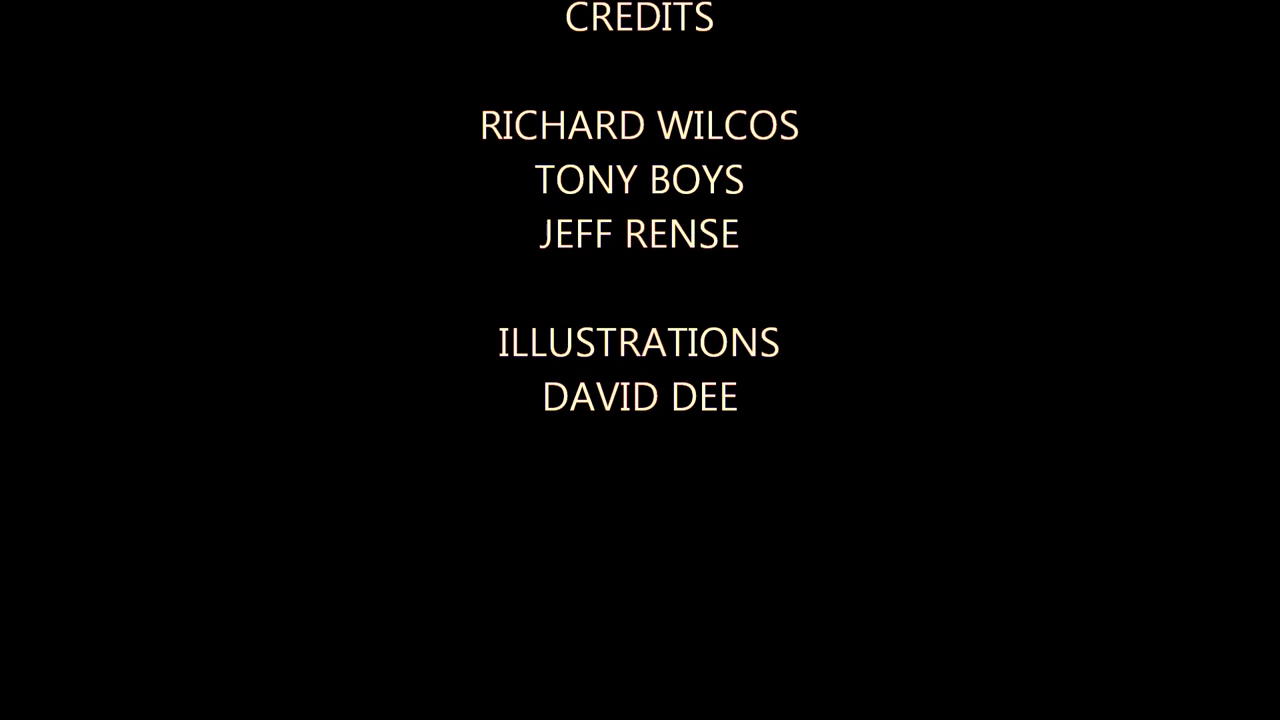 CREDITS
RICHARD WILCOS
TONY BOYS
JEFF RENSE
ILLUSTRATIONS
DAVID DEE